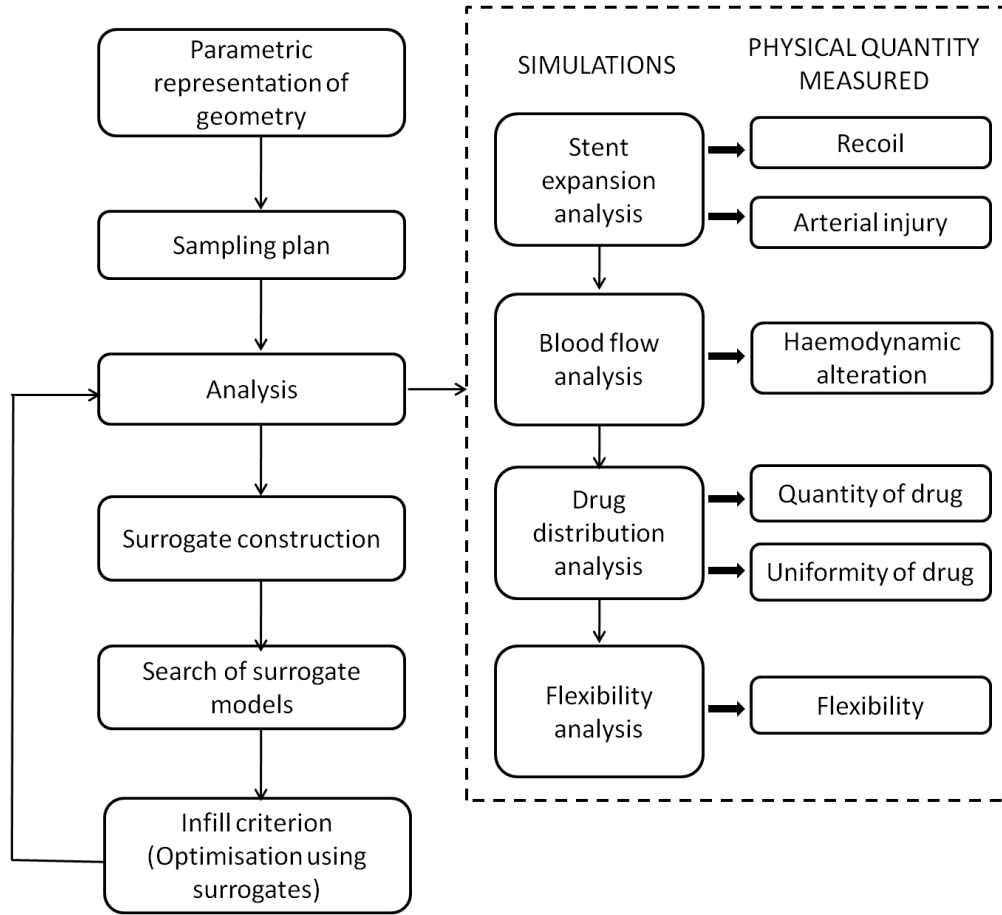 Parametric
representation of
geometry
Sampling plan
Analysis
Surrogate construction
Search of surrogate
models
Infill criterion
(Optimisation using
surrogates)
SIMULATIONS
PHYSICAL QUANTITY
MEASURED
Stent
expansion
analysis
Recoil
Arterial injury
Blood flow
analysis
Haemodynamic
alteration
Drug
distribution
analysis
Quantity of drug
Uniformity of drug
Flexibility
analysis
Flexibility